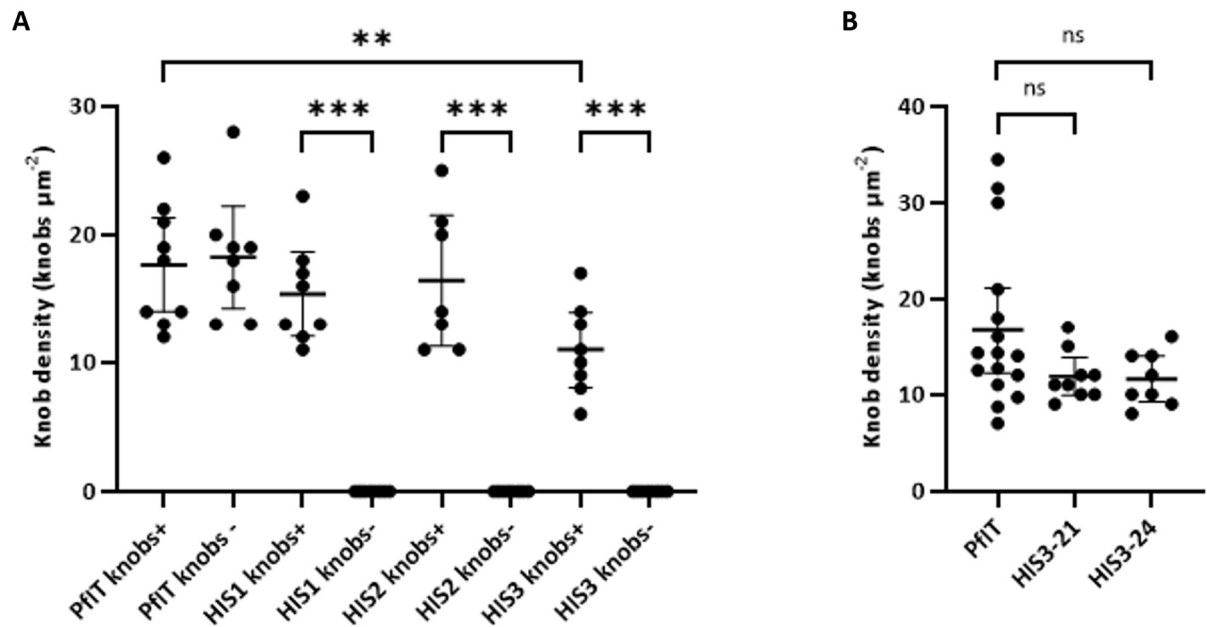 A
**
*** *** ***
30
20
10
0
Knob density (knobs µm-2)
PfIT knobs+
PfIT knobs -
HIS1 knobs+
HIS1 knobs-
HIS2 knobs+
HIS2 knobs-
HIS3 knobs+
HIS3 knobs-
B
ns
ns
40
30
20
10
0
Knob density (knobs µm-2)
PfIT
HIS3-21
HIS3-24